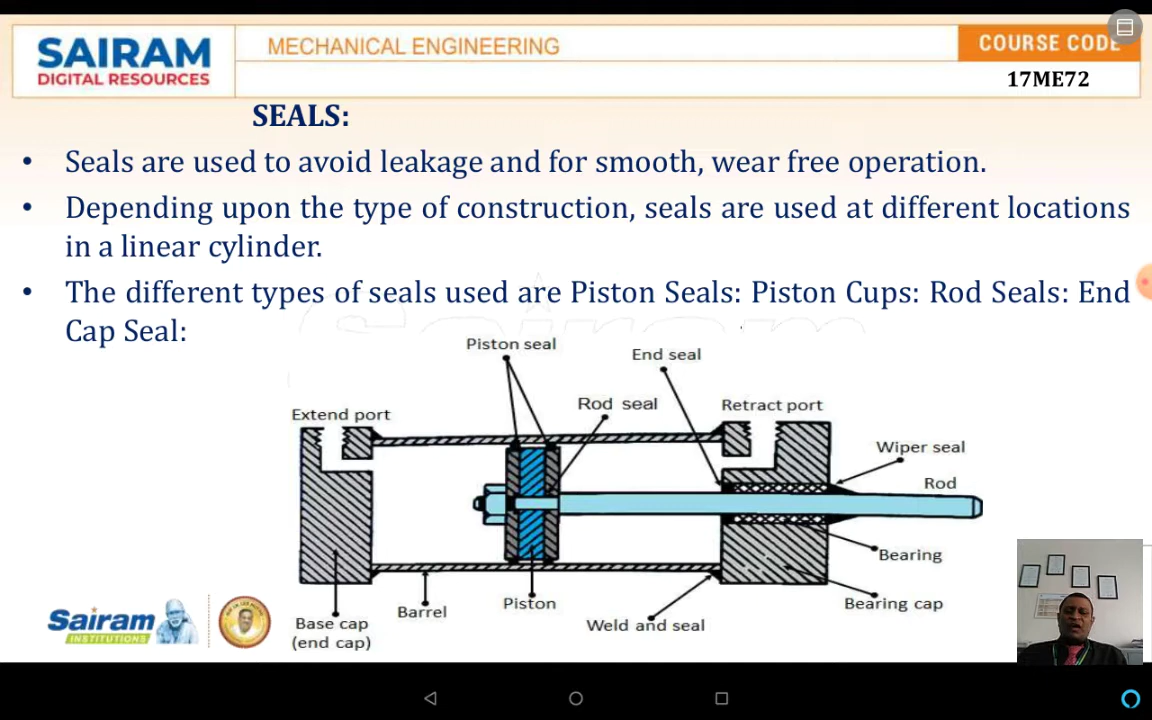 SAIRAM
DIGITAL RESOURCES
MECHANICAL ENGINEERING
COURSE CODE
17ME72
SEALS:
• Seals are used to avoid leakage and for smooth, wear free operation.
• Depending upon the type of construction, seals are used at different locations
in a linear cylinder.
• The different types of seals used are Piston Seals: Piston Cups: Rod Seals: End
Cap Seal:
Piston seal
End seal
Rod seal
Retract port
Extend port
Wiper seal
Rod
Bearing
Bearing cap
Piston
Barrel
Weld and seal
Base cap
(end cap)
Sairam
INSTITUTIONS